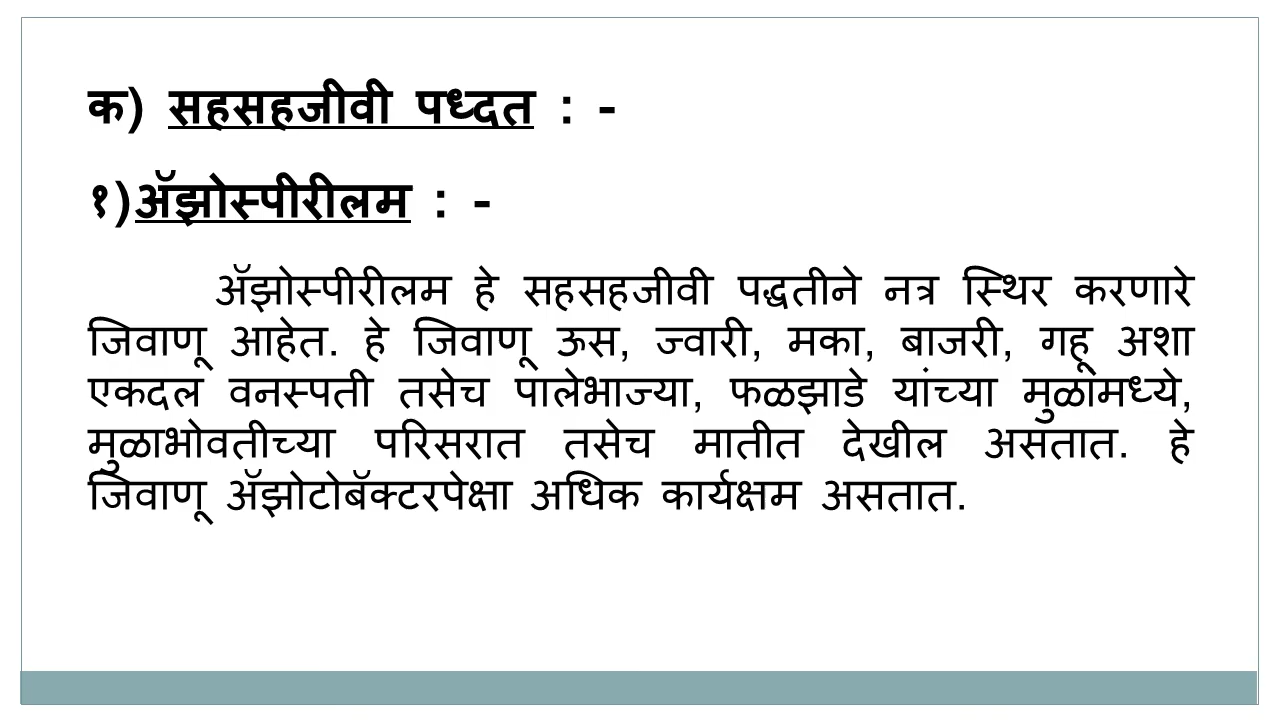 क) सहसहजीवी पध्दत : -
१)ॲझोस्पीरीलम : -
ॲझोस्पीरीलम हे सहसहजीवी पद्धतीने नत्र स्थिर करणारे
जिवाणू आहेत. हे जिवाणू ऊस, ज्वारी, मका, बाजरी, गहू अशा
एकदल वनस्पती तसेच पालेभाज्या, फळझाडे यांच्या मुळांमध्ये,
मुळाभोवतीच्या परिसरात तसेच मातीत देखील असतात. हे
जिवाणू ॲझोटोबॅक्टरपेक्षा अधिक कार्यक्षम असतात.